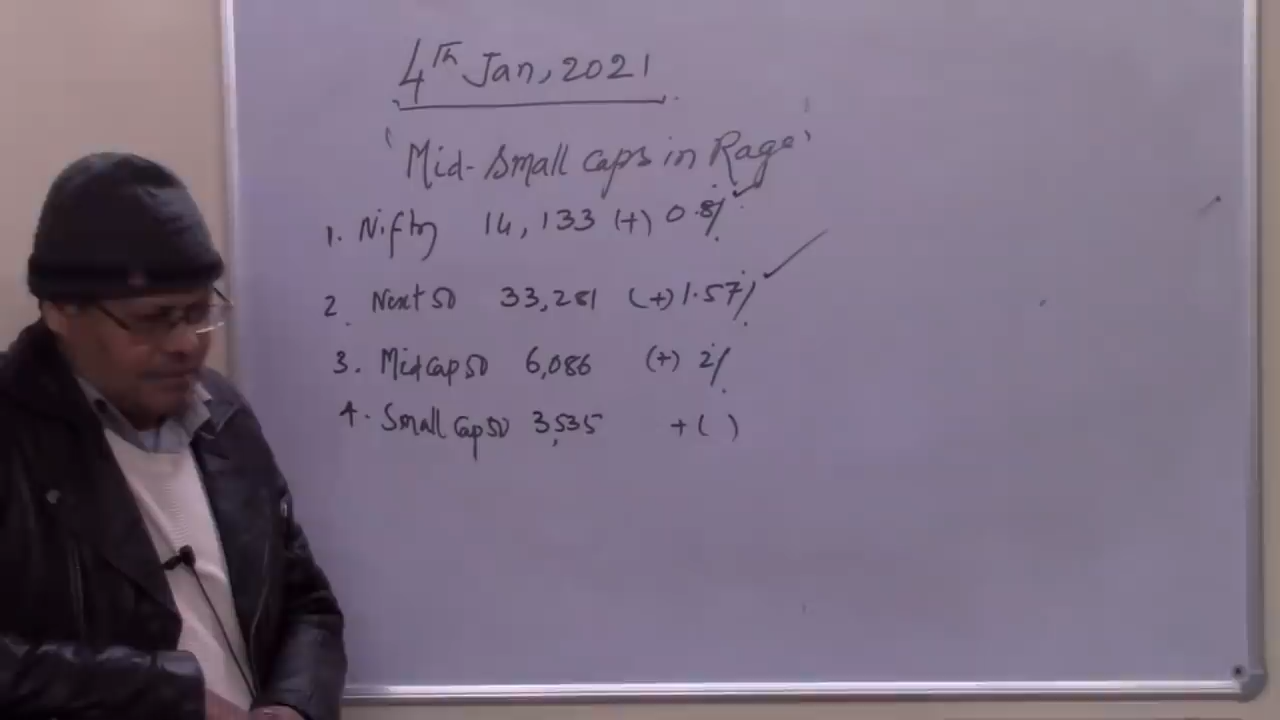 4th Jan, 2021
'Mid-Small caps in Rage'
1. Nifty 14,133 (+) 0.8%
2. Next 50 33,281 (+) 1.57%
3. Midcap 50 6,086 (+) 2%
4. Small Cap 50 3,535 + ( )